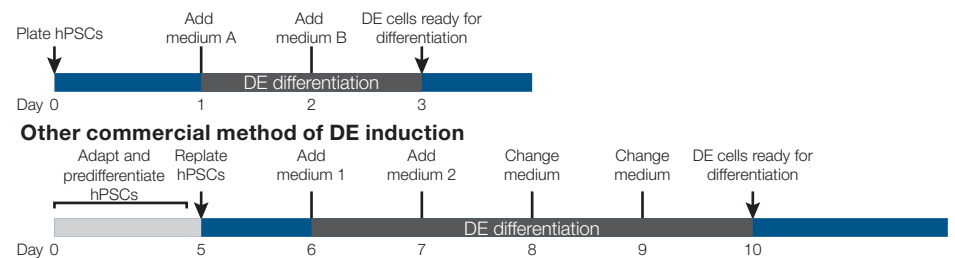 Plate hPSCs
Add
medium A
Add
medium B
DE cells ready for
differentiation
DE differentiation
Day 0 1 2 3
Other commercial method of DE induction
Adapt and
predifferentiate
hPSCs
Replate
hPSCs
Add
medium 1
Add
medium 2
Change
medium
Change
medium
DE cells ready for
differentiation
DE differentiation
Day 0 5 6 7 8 9 10